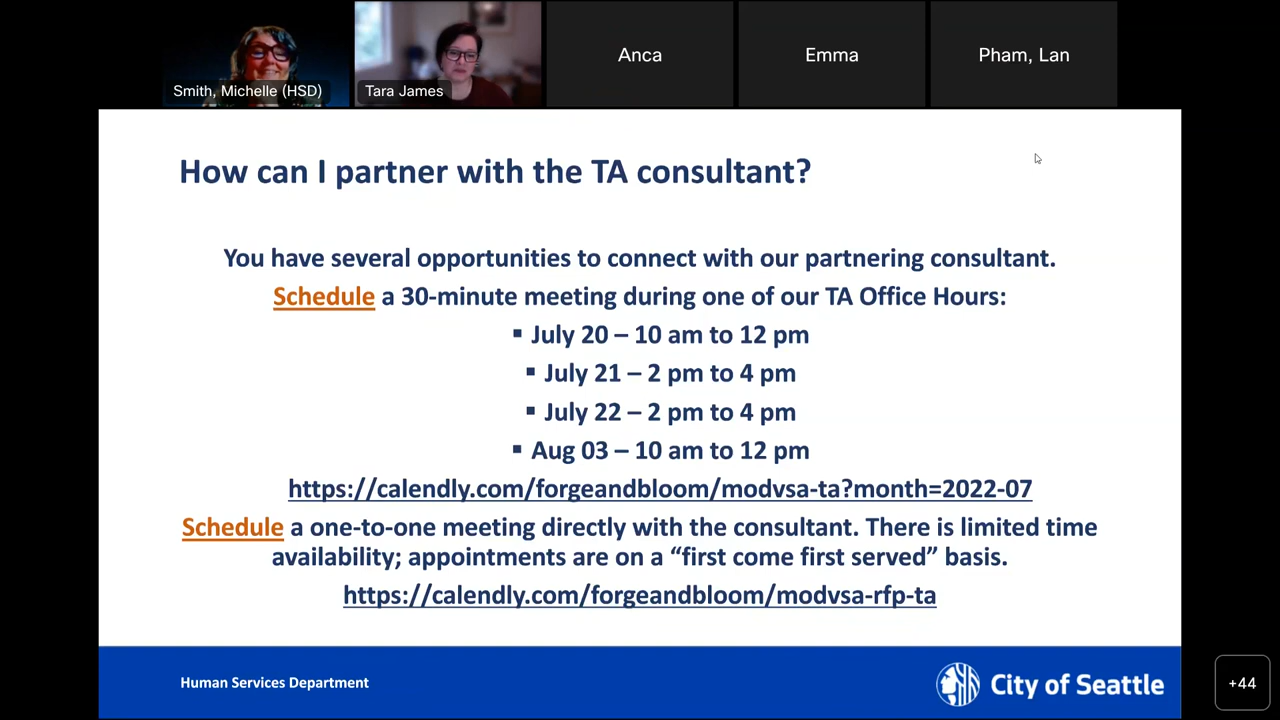 Smith, Michelle (HSD)
Tara James
Anca
Emma
Pham, Lan
How can I partner with the TA consultant?
You have several opportunities to connect with our partnering consultant.
Schedule a 30-minute meeting during one of our TA Office Hours:
▪ July 20 – 10 am to 12 pm
▪ July 21 – 2 pm to 4 pm
▪ July 22 – 2 pm to 4 pm
▪ Aug 03 – 10 am to 12 pm
https://calendly.com/forgeandbloom/modvsa-ta?month=2022-07
Schedule a one-to-one meeting directly with the consultant. There is limited time
availability; appointments are on a “first come first served” basis.
https://calendly.com/forgeandbloom/modvsa-rfp-ta
Human Services Department
City of Seattle
+44